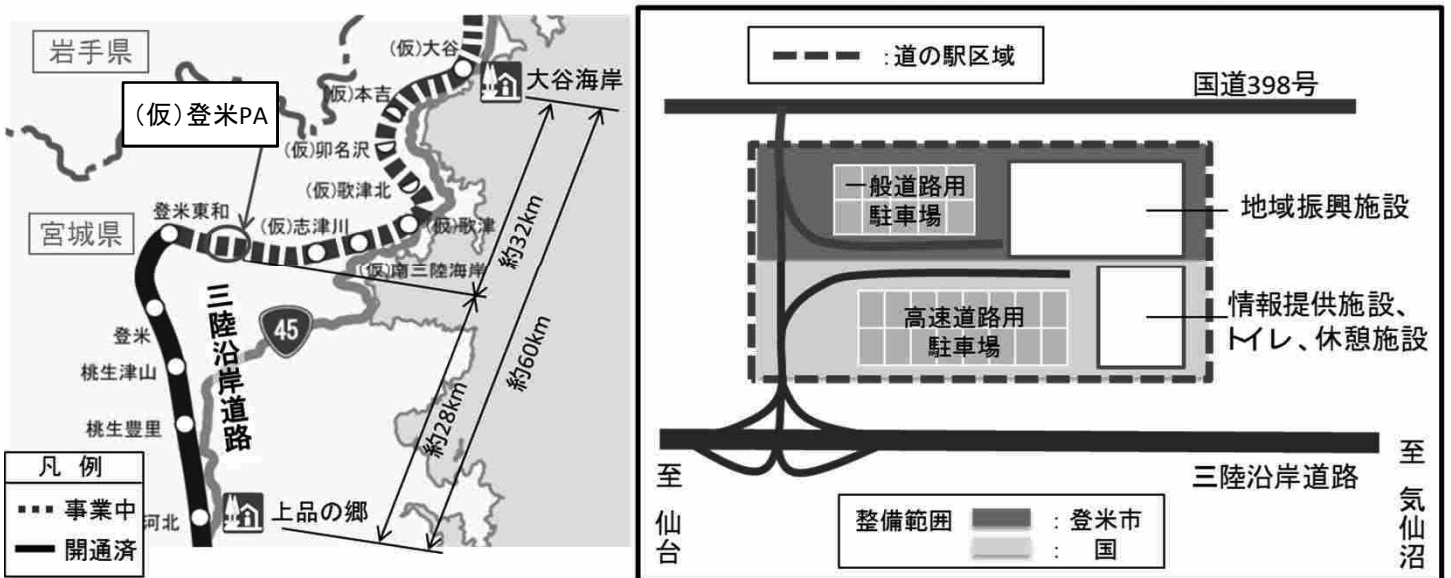 岩手県
(仮)大谷
大谷海岸
(仮)本吉
(仮)登米PA
(仮)卯名沢
(仮)歌津北
登米東和
(仮)志津川
(仮)歌津
宮城県
(仮)南三陸海岸
約32km
三陸沿岸道路
45
登米
約60km
桃生津山
約28km
桃生豊里
凡 例
事業中
開通済
河北
上品の郷
:道の駅区域
国道398号
一般道路用
駐車場
地域振興施設
高速道路用
駐車場
情報提供施設、
トイレ、休憩施設
三陸沿岸道路
至 仙台
至 気仙沼
整備範囲
: 登米市
: 国